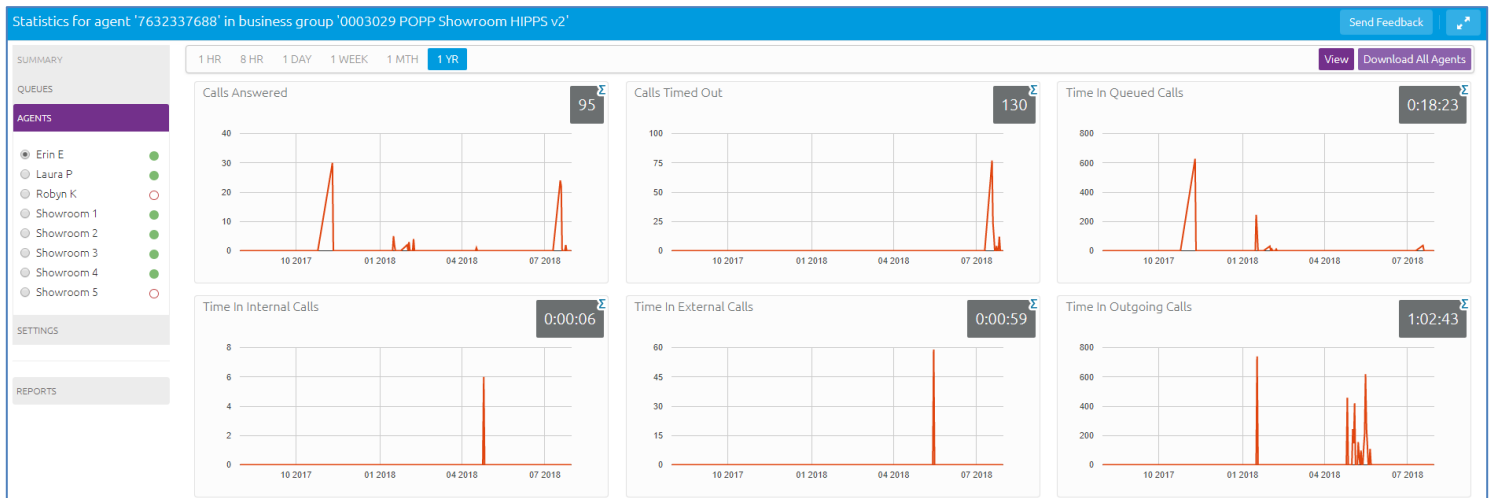 Statistics for agent '7632337688' in business group '0003029 POPP Showroom HIPPS v2'
Send Feedback
SUMMARY
QUEUES
AGENTS
Erin E
Laura P
Robyn K
Showroom 1
Showroom 2
Showroom 3
Showroom 4
Showroom 5
SETTINGS
REPORTS
1 HR 8 HR 1 DAY 1 WEEK 1 MTH 1 YR
View Download All Agents
Calls Answered
Σ
95
40
30
20
10
0
10 2017 01 2018 04 2018 07 2018
Calls Timed Out
Σ
130
100
75
50
25
0
10 2017 01 2018 04 2018 07 2018
Time In Queued Calls
Σ
0:18:23
800
600
400
200
0
10 2017 01 2018 04 2018 07 2018
Time In Internal Calls
Σ
0:00:06
8
6
4
2
0
10 2017 01 2018 04 2018 07 2018
Time In External Calls
Σ
0:00:59
60
45
30
15
0
10 2017 01 2018 04 2018 07 2018
Time In Outgoing Calls
Σ
1:02:43
800
600
400
200
0
10 2017 01 2018 04 2018 07 2018